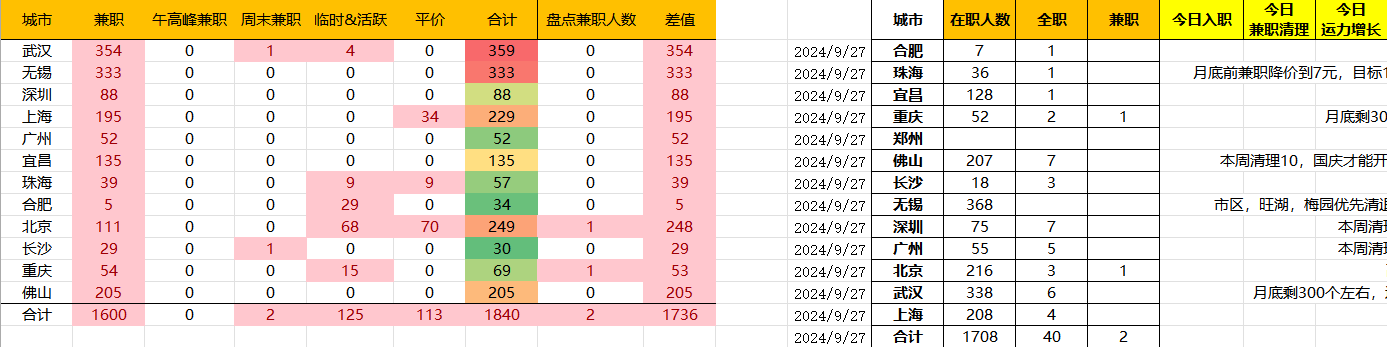 城市 兼职 午高峰兼职 周末兼职 临时&活跃 平价 合计 盘点兼职人数 差值
武汉 354 0 1 4 0 359 0 354
无锡 333 0 0 0 0 333 0 333
深圳 88 0 0 0 0 88 0 88
上海 195 0 0 0 34 229 0 195
广州 52 0 0 0 0 52 0 52
宜昌 135 0 0 0 0 135 0 135
珠海 39 0 0 9 9 57 0 39
合肥 5 0 0 29 0 34 0 5
北京 111 0 0 68 70 249 1 248
长沙 29 0 1 0 0 30 0 29
重庆 54 0 0 15 0 69 1 53
佛山 205 0 0 0 0 205 0 205
合计 1600 0 2 125 113 1840 2 1736
城市 在职人数 全职 兼职 今日入职 今日兼职清理 今日运力增长
2024/9/27 合肥 7 1
2024/9/27 珠海 36 1 月底前兼职降价到7元，目标1
2024/9/27 宜昌 128 1
2024/9/27 重庆 52 2 1 月底剩30
2024/9/27 郑州
2024/9/27 佛山 207 7 本周清理10，国庆才能开
2024/9/27 长沙 18 3
2024/9/27 无锡 368 市区，旺湖，梅园优先清退
2024/9/27 深圳 75 7 本周清理
2024/9/27 广州 55 5 本周清理
2024/9/27 北京 216 3 1
2024/9/27 武汉 338 6 月底剩300个左右，
2024/9/27 上海 208 4
2024/9/27 合计 1708 40 2